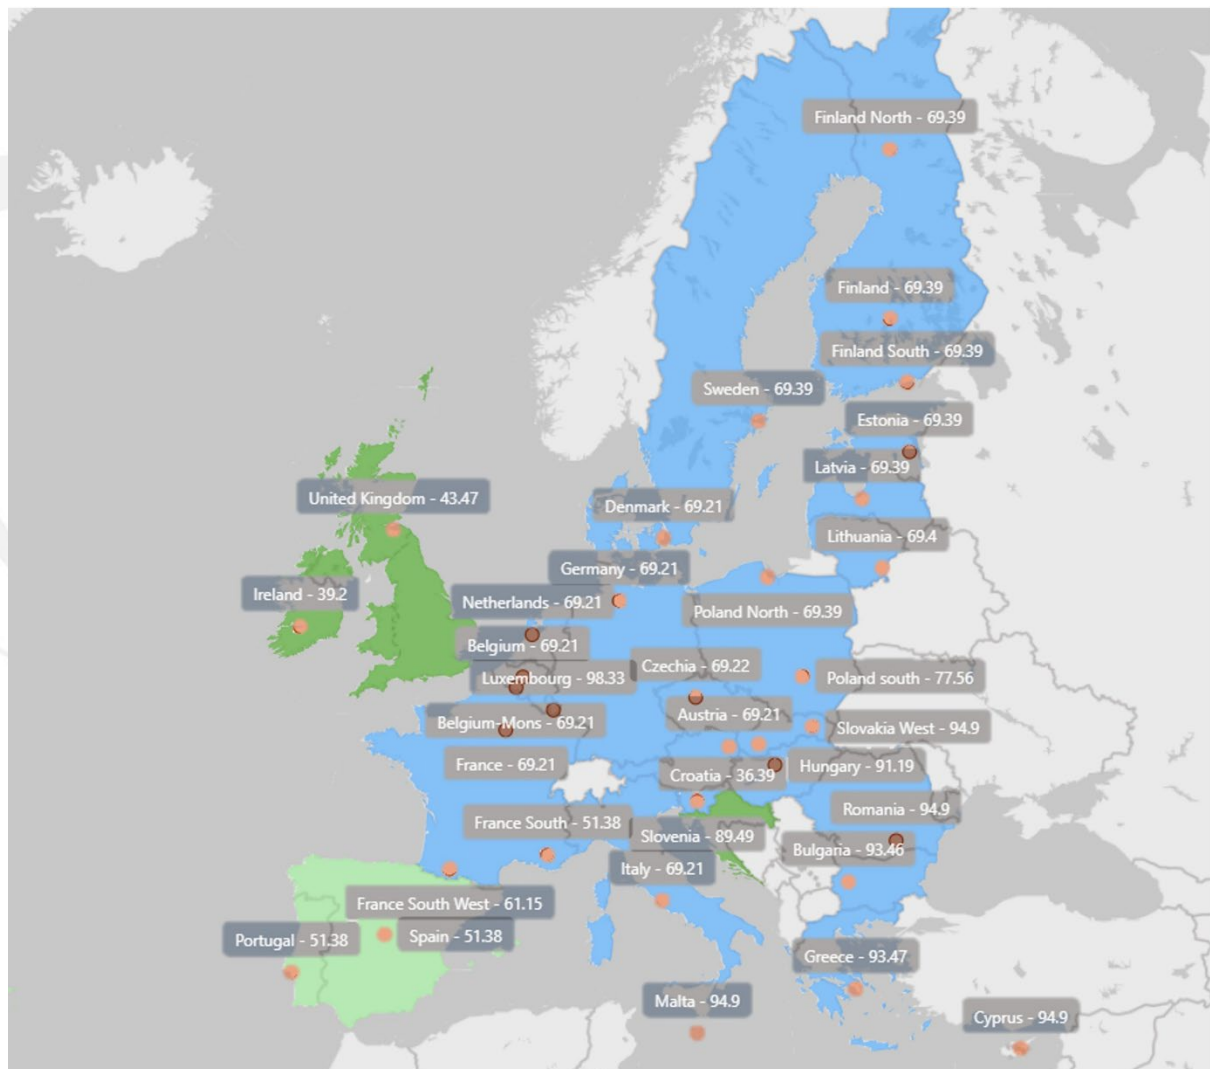 Finland North - 69.39
Finland - 69.39
Finland South - 69.39
Sweden - 69.39
Estonia - 69.39
Latvia - 69.39
United Kingdom - 43.47
Denmark - 69.21
Lithuania - 69.4
Germany - 69.21
Ireland - 39.2
Netherlands - 69.21
Poland North - 69.39
Belgium - 69.21
Czechia - 69.22
Luxembourg - 98.33
Poland south - 77.56
Austria - 69.21
Belgium-Mons - 69.21
Slovakia West - 94.9
France - 69.21
Hungary - 91.19
Croatia - 36.39
Romania - 94.9
France South - 51.38
Slovenia - 89.49
Bulgaria - 93.46
Italy - 69.21
France South West - 61.15
Portugal - 51.38
Spain - 51.38
Greece - 93.47
Malta - 94.9
Cyprus - 94.9